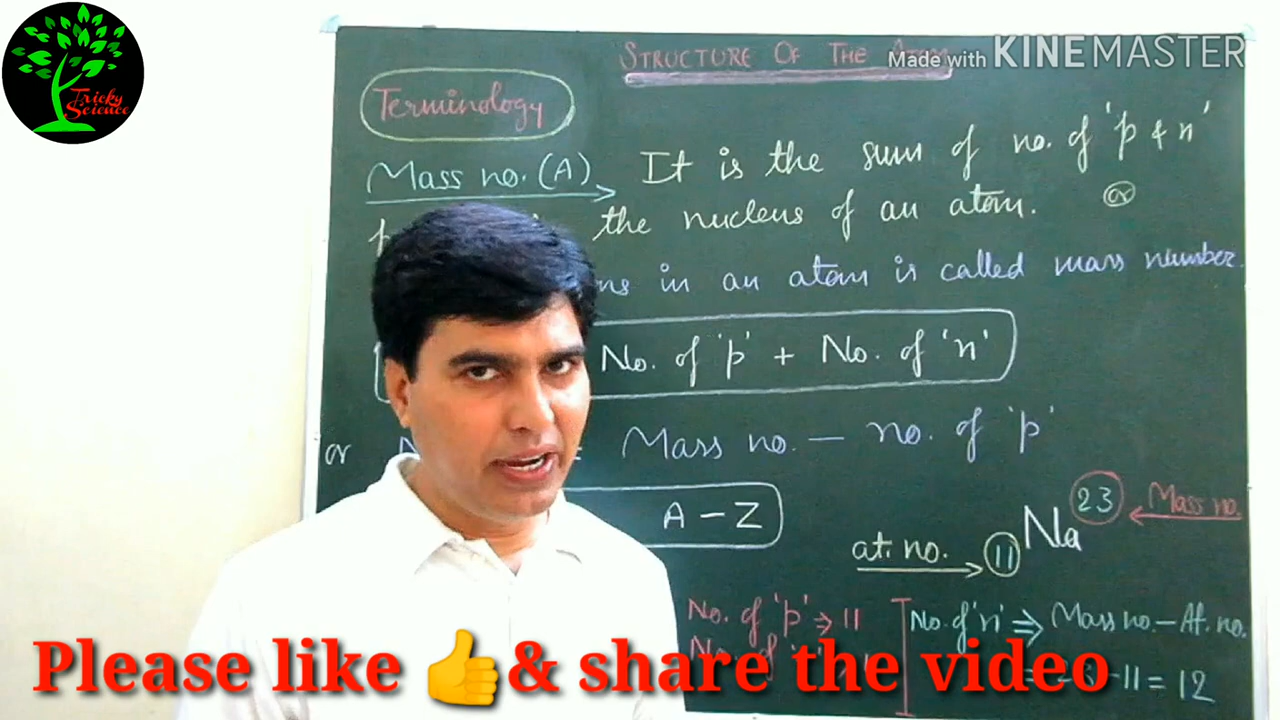 Tricky
Science
STRUCTURE OF THE
Made with KINEMASTER
Terminology
Mass no. (A) It is the sum of no. of 'p & n'
the nucleus of an atom. or
in an atom is called mass number.
No. of 'p' + No. of 'n'
or = Mass no. – no. of 'p'
A – Z
at. no. 11 Na 23 Mass no.
No. of 'p' ⇒ 11
No. of 'n' ⇒ Mass no. – At. no.
No. of
= –11 = 12
Please like 👍& share the video